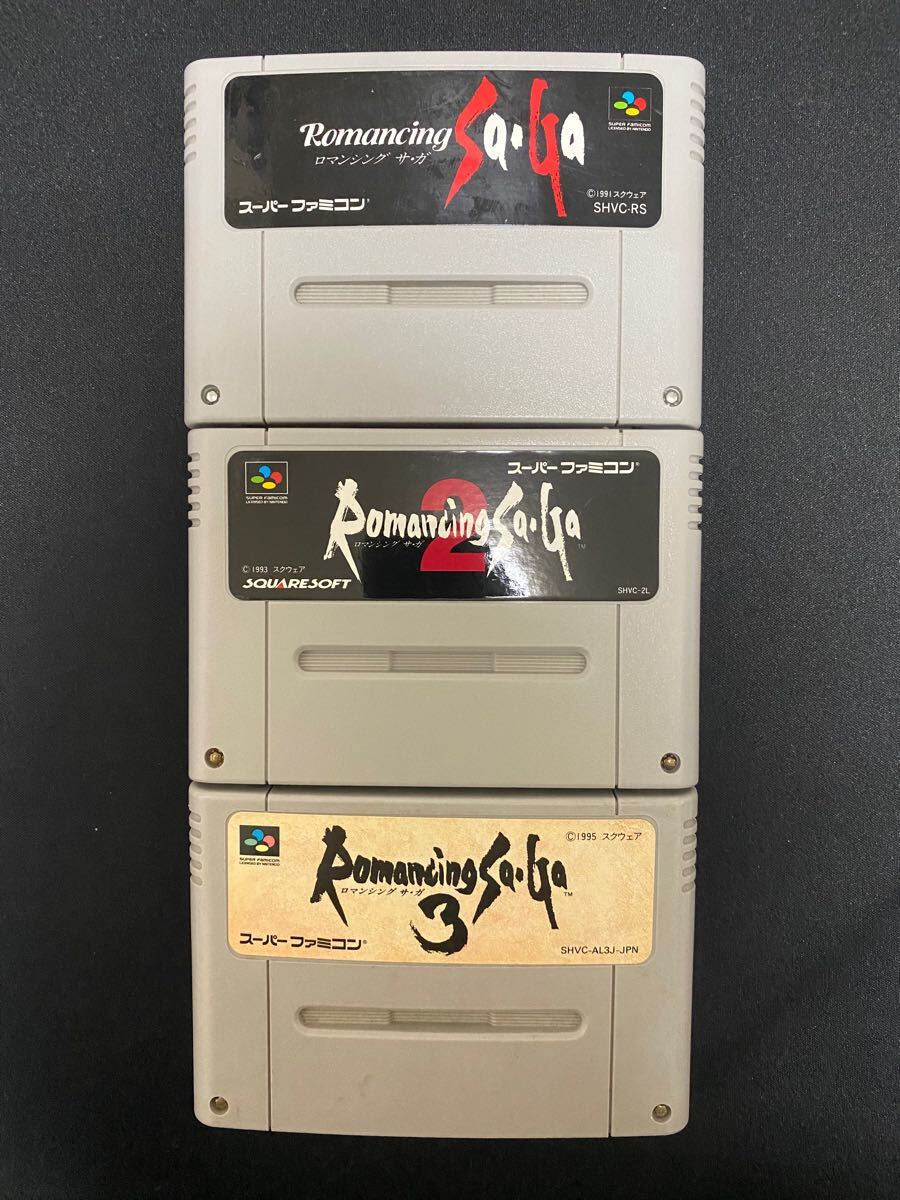 Romancing Sa・Ga
ロマンシング サ・ガ
SUPER FAMICOM
LICENSED BY NINTENDO
©1991 スクウェア
SHVC-RS
スーパーファミコン®
SUPER FAMICOM
LICENSED BY NINTENDO
スーパーファミコン®
Romancing Sa・Ga™
2
ロマンシング サ・ガ
© 1993 スクウェア
SQUARESOFT
SHVC-2L
SUPER FAMICOM
LICENSED BY NINTENDO
©1995 スクウェア
Romancing Sa・Ga™
ロマンシング サ・ガ
3
スーパーファミコン®
SHVC-AL3J-JPN